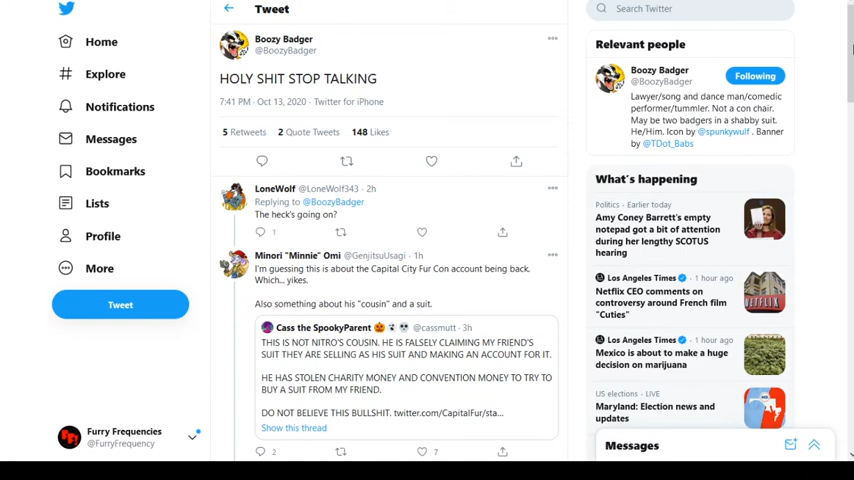 Tweet
Search Twitter
Home
Explore
Notifications
Messages
Bookmarks
Lists
Profile
More
Tweet
Furry Frequencies
@FurryFrequency
Boozy Badger
@BoozyBadger
HOLY SHIT STOP TALKING
7:41 PM · Oct 13, 2020 · Twitter for iPhone
5 Retweets 2 Quote Tweets 148 Likes
LoneWolf @LoneWolf343 · 2h
Replying to @BoozyBadger
The heck's going on?
1
Minori "Minnie" Omi @GenjitsuUsagi · 1h
I'm guessing this is about the Capital City Fur Con account being back.
Which... yikes.
Also something about his "cousin" and a suit.
Cass the SpookyParent @cassmutt · 3h
THIS IS NOT NITRO'S COUSIN. HE IS FALSELY CLAIMING MY FRIEND'S
SUIT THEY ARE SELLING AS HIS SUIT AND MAKING AN ACCOUNT FOR IT.
HE HAS STOLEN CHARITY MONEY AND CONVENTION MONEY TO TRY TO
BUY A SUIT FROM MY FRIEND.
DO NOT BELIEVE THIS BULLSHIT. twitter.com/CapitalFur/sta...
Show this thread
2 7
Relevant people
Boozy Badger
@BoozyBadger
Following
Lawyer/song and dance man/comedic
performer/tummler. Not a con chair.
May be two badgers in a shabby suit.
He/Him. Icon by @spunkywulf . Banner
by @TDot_Babs
What's happening
Politics · Earlier today
Amy Coney Barrett's empty
notepad got a bit of attention
during her lengthy SCOTUS
hearing
Los Angeles Times · 1 hour ago
Netflix CEO comments on
controversy around French film
"Cuties"
Los Angeles Times · 1 hour ago
Mexico is about to make a huge
decision on marijuana
US elections · LIVE
Maryland: Election news and
updates
Messages